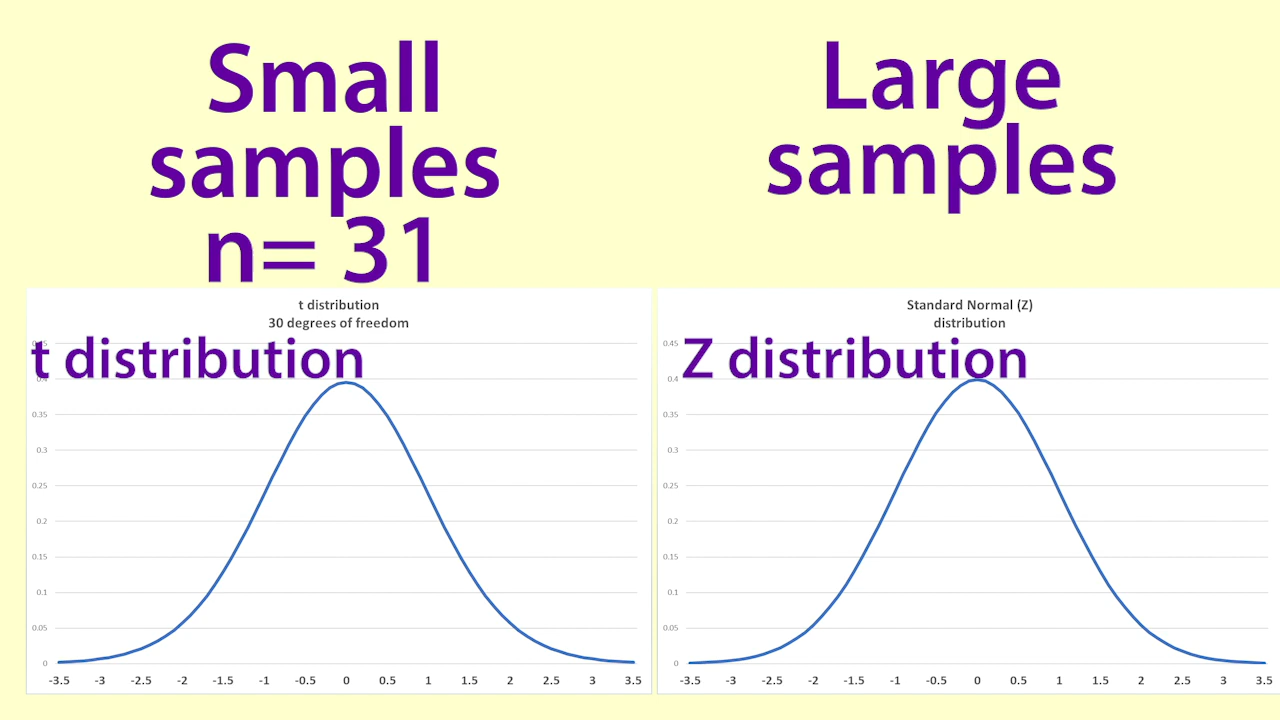 Small
samples
n= 31
t distribution
30 degrees of freedom
t distribution
0.45
0.4
0.35
0.3
0.25
0.2
0.15
0.1
0.05
0
-3.5 -3 -2.5 -2 -1.5 -1 -0.5 0 0.5 1 1.5 2 2.5 3 3.5
Large
samples
Standard Normal (Z)
distribution
Z distribution
0.45
0.4
0.35
0.3
0.25
0.2
0.15
0.1
0.05
0
-3.5 -3 -2.5 -2 -1.5 -1 -0.5 0 0.5 1 1.5 2 2.5 3 3.5